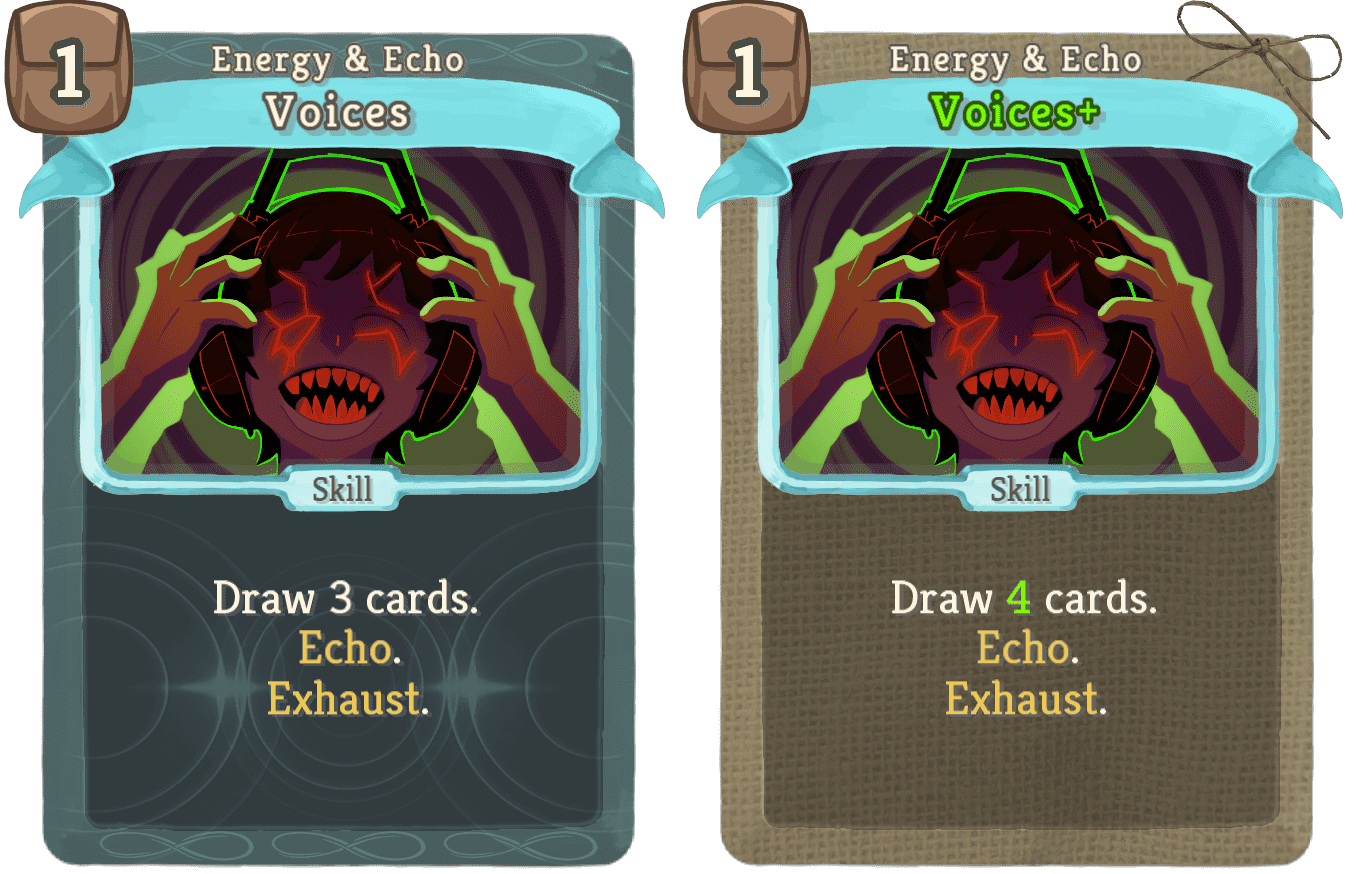 1
Energy & Echo
Voices
Skill
Draw 3 cards.
Echo.
Exhaust.
1
Energy & Echo
Voices+
Skill
Draw 4 cards.
Echo.
Exhaust.